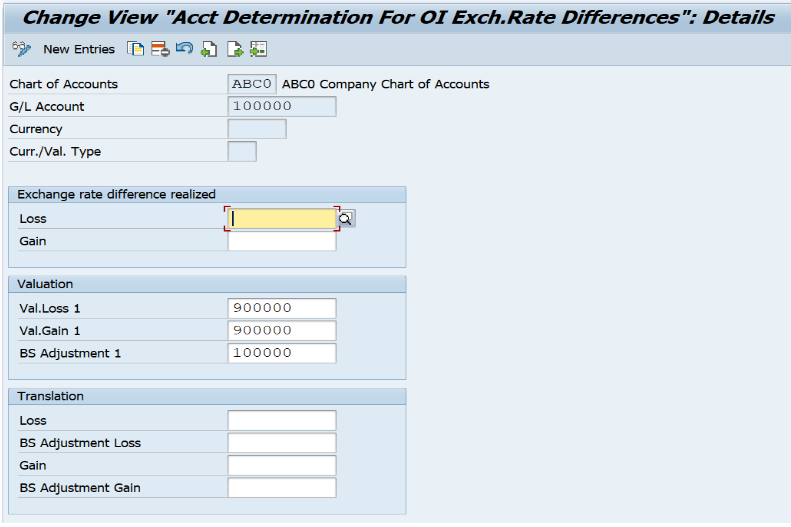 Change View "Acct Determination For OI Exch.Rate Differences": Details
New Entries
Chart of Accounts ABC0 ABC0 Company Chart of Accounts
G/L Account 100000
Currency
Curr./Val. Type
Exchange rate difference realized
Loss
Gain
Valuation
Val.Loss 1 900000
Val.Gain 1 900000
BS Adjustment 1 100000
Translation
Loss
BS Adjustment Loss
Gain
BS Adjustment Gain